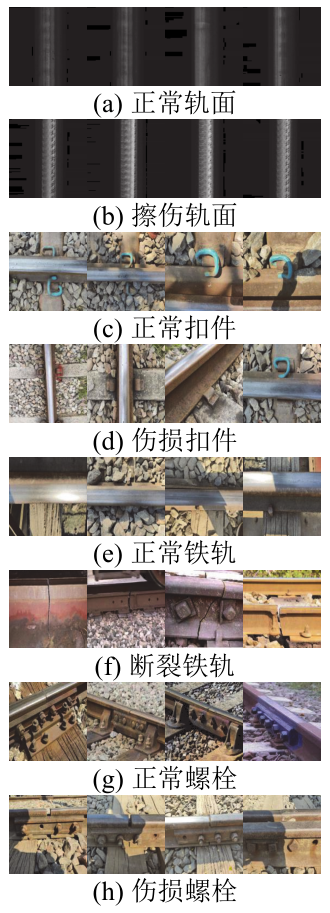 (a) 正常轨面
(b) 擦伤轨面
(c) 正常扣件
(d) 伤损扣件
(e) 正常铁轨
(f) 断裂铁轨
(g) 正常螺栓
(h) 伤损螺栓